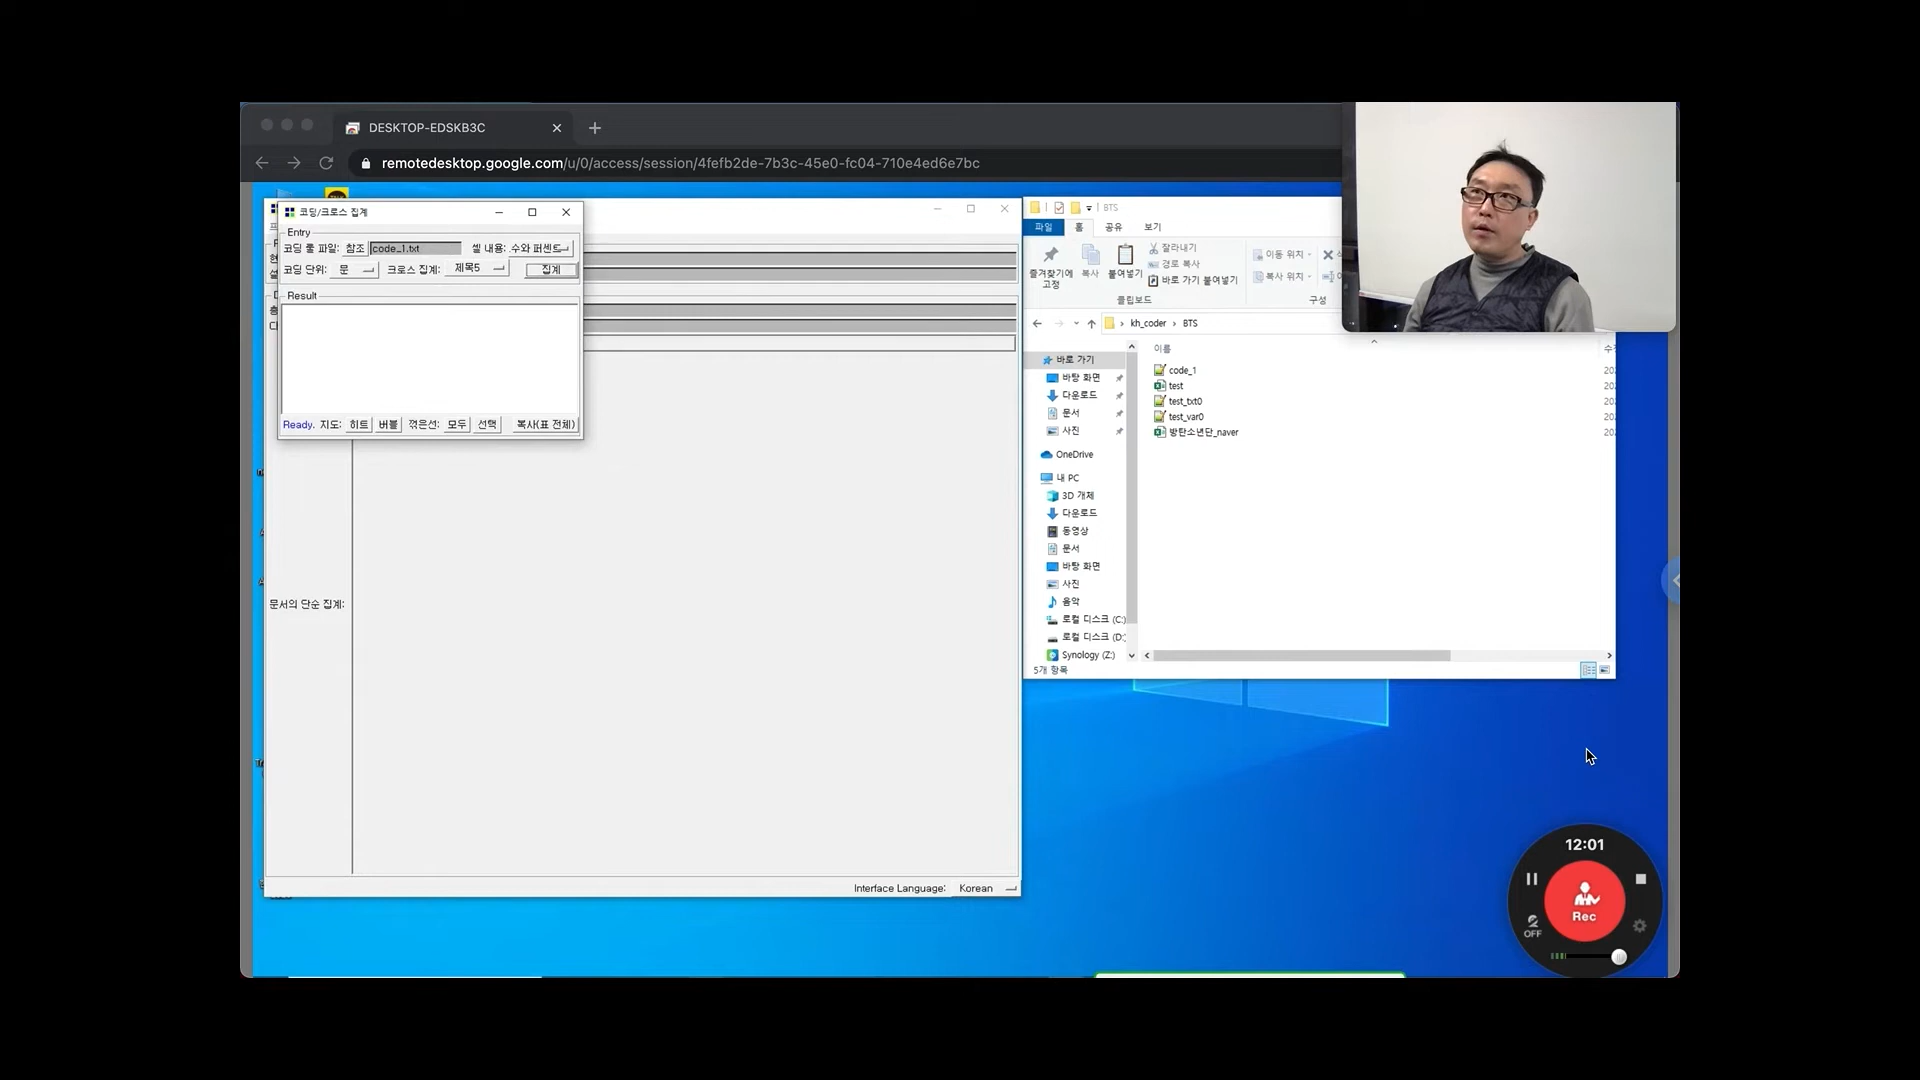 DESKTOP-EDSKB3C
remotedesktop.google.com/u/0/access/session/4fefb2de-7b3c-45e0-fc04-710e4ed6e7bc
코딩/크로스 집계
Entry
코딩 룰 파일: 참조 code_1.txt 셀 내용: 수와 퍼센트
코딩 단위: 문 크로스 집계: 제목5 집계
Result
Ready. 지도: 히트 버블 꺾은선: 모두 선택 복사(표 전체)
문서의 단순 집계:
Interface Language: Korean
BTS
파일 홈 공유 보기
즐겨찾기에 고정
복사
붙여넣기
잘라내기
경로 복사
바로 가기 붙여넣기
클립보드
이동 위치
복사 위치
구성
kh_coder › BTS
이름
바로 가기
바탕 화면
다운로드
문서
사진
OneDrive
내 PC
3D 개체
다운로드
동영상
문서
바탕 화면
사진
음악
로컬 디스크 (C:)
로컬 디스크 (D:
Synology (Z:)
code_1
test
test_txt0
test_var0
방탄소년단_naver
5개 항목
12:01
Rec
OFF